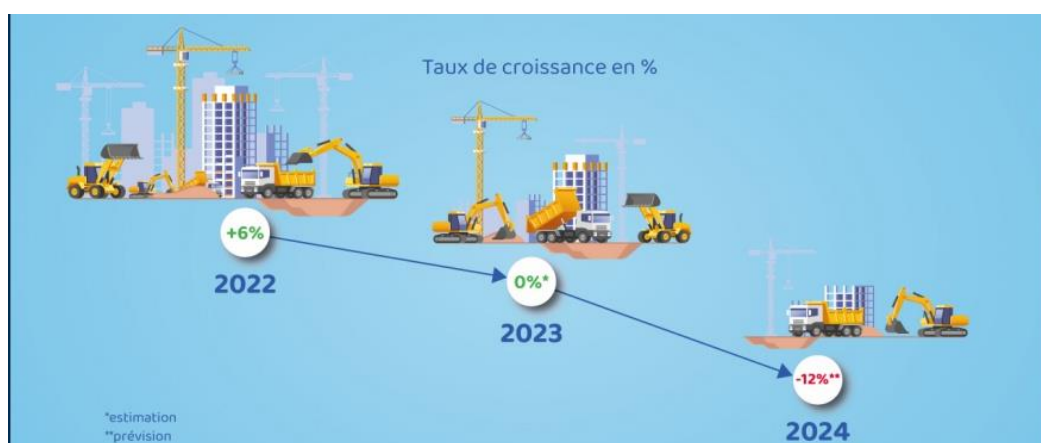 Taux de croissance en %
+6%
2022
0%*
2023
-12%**
2024
*estimation
**prévision